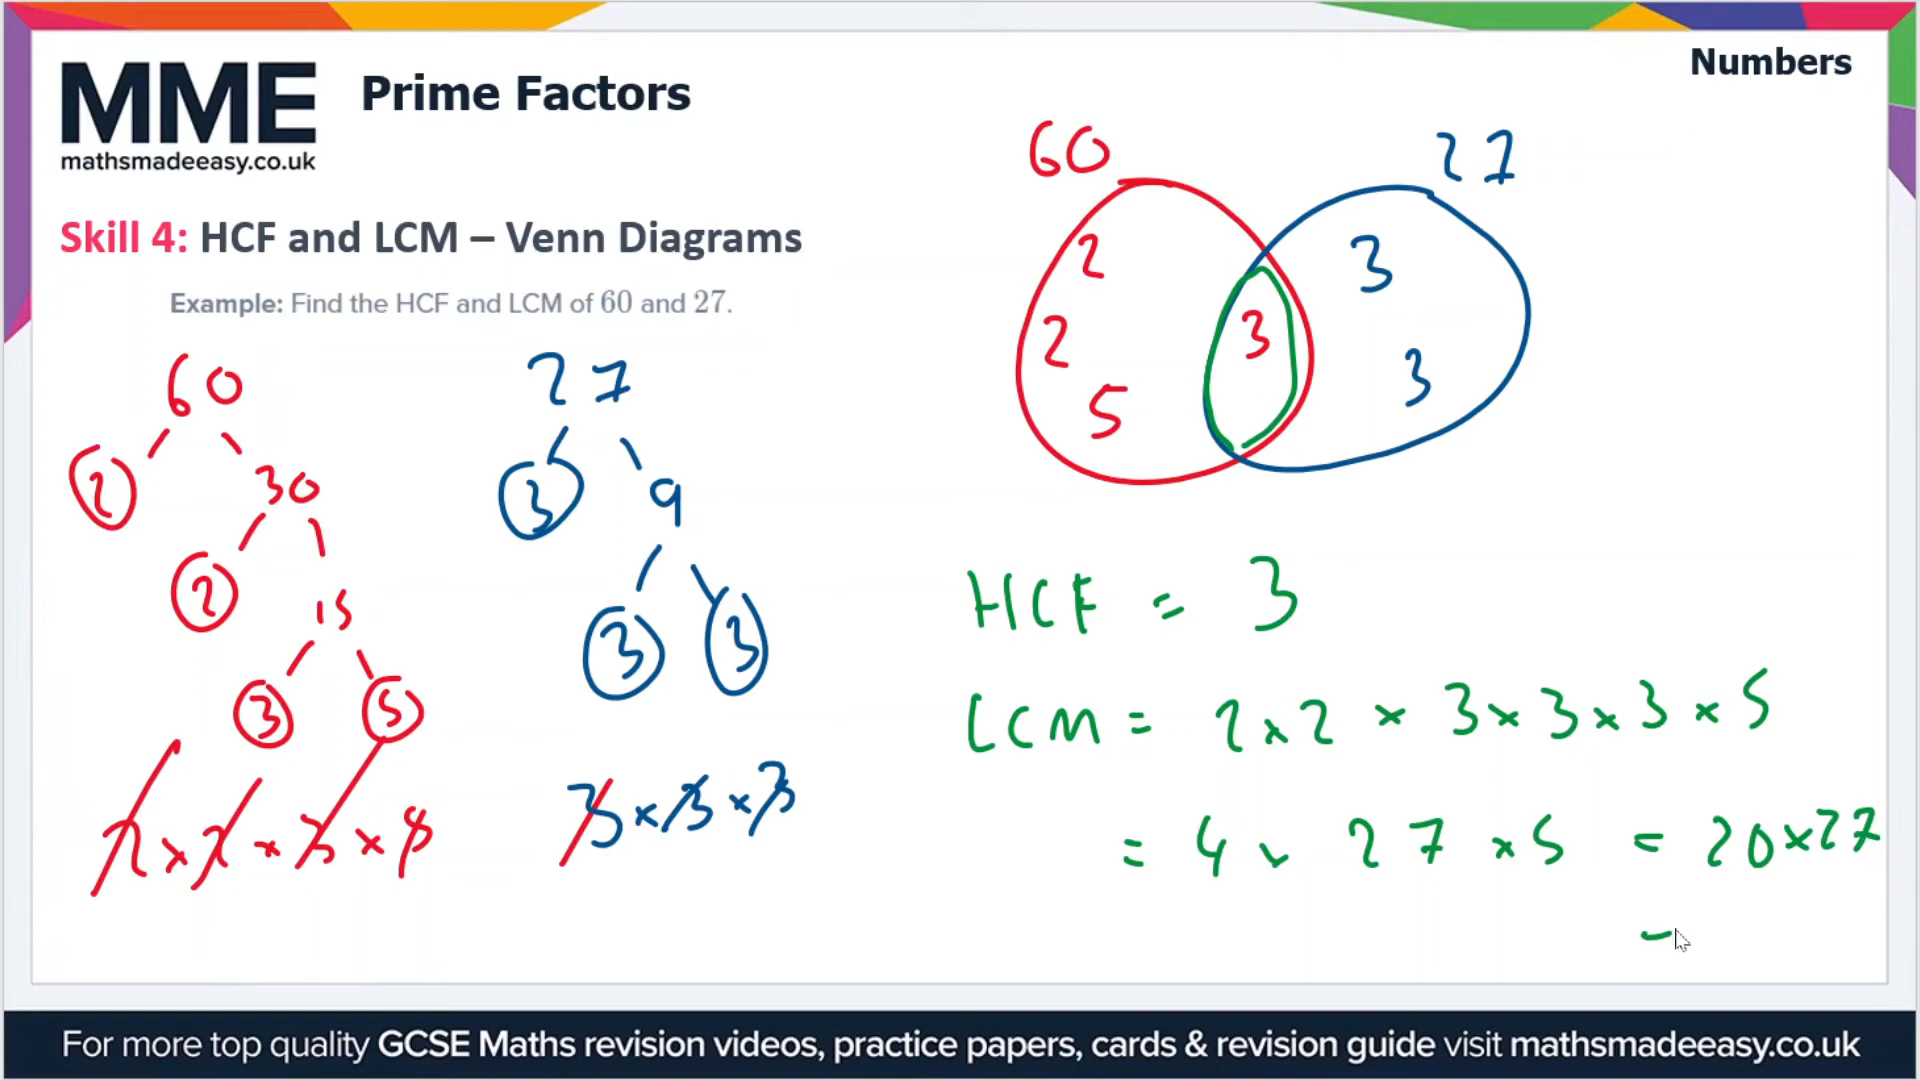 MME
mathsmadeeasy.co.uk
Prime Factors
Numbers
Skill 4: HCF and LCM – Venn Diagrams
Example: Find the HCF and LCM of 60 and 27.
60
2 30
2 15
3 5
2 × 2 × 3 × 5
27
3 9
3 3
3 × 3 × 3
60 27
2 3
2 3
5 3
HCF = 3
LCM = 2 × 2 × 3 × 3 × 3 × 5
= 4 × 27 × 5 = 20 × 27
For more top quality GCSE Maths revision videos, practice papers, cards & revision guide visit mathsmadeeasy.co.uk